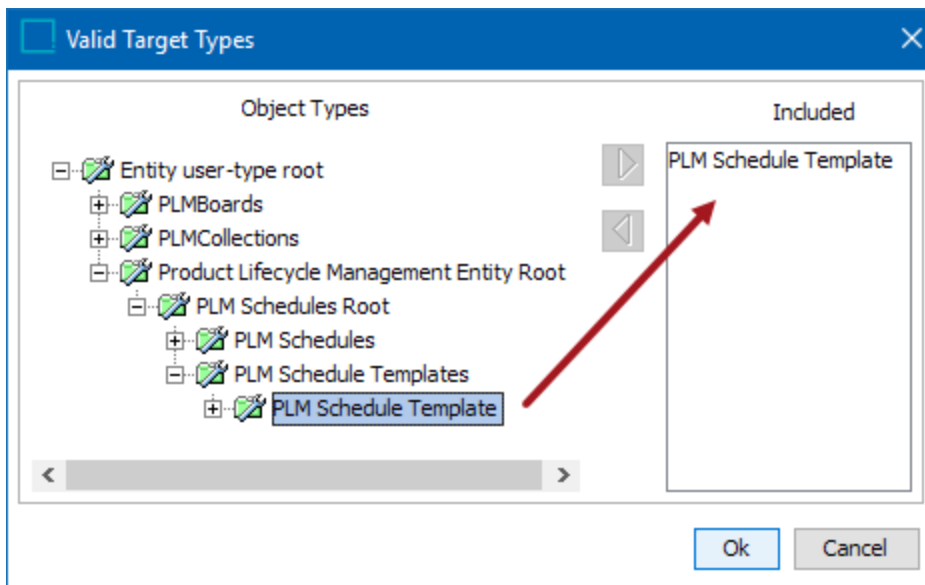 Valid Target Types
Object Types
Included
Entity user-type root
PLMBoards
PLMCollections
Product Lifecycle Management Entity Root
PLM Schedules Root
PLM Schedules
PLM Schedule Templates
PLM Schedule Template
PLM Schedule Template
Ok
Cancel